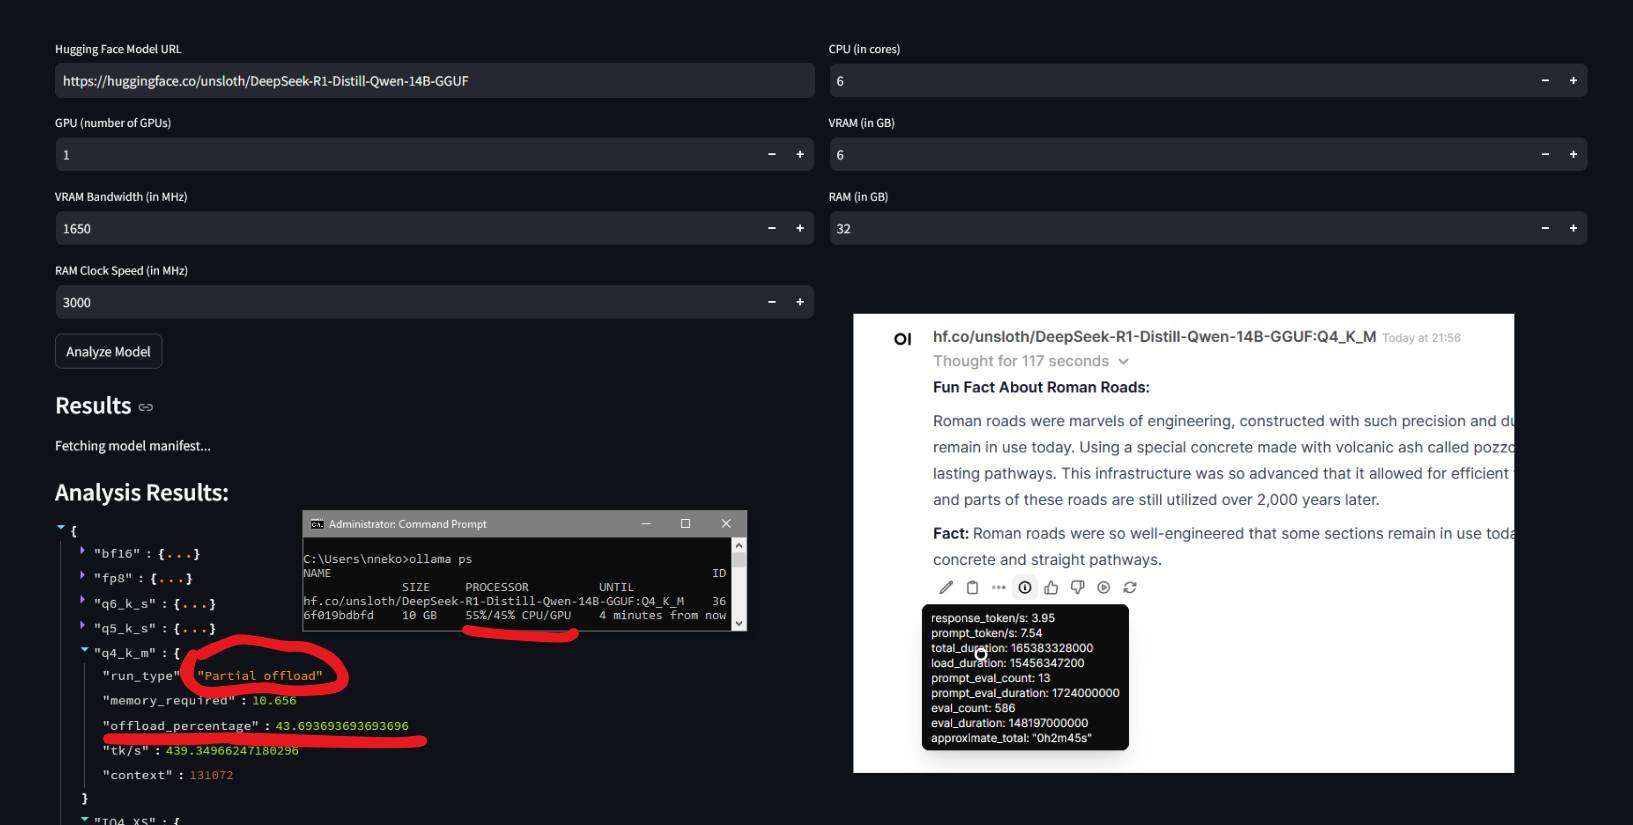 Hugging Face Model URL
https://huggingface.co/unsloth/DeepSeek-R1-Distill-Qwen-14B-GGUF
CPU (in cores)
6
GPU (number of GPUs)
1
VRAM (in GB)
6
VRAM Bandwidth (in MHz)
1650
RAM (in GB)
32
RAM Clock Speed (in MHz)
3000
Analyze Model
Results
Fetching model manifest...
Analysis Results:
{
"bf16" : {...}
"fp8" : {...}
"q6_k_s" : {...}
"q5_k_s" : {...}
"q4_k_m" : {
"run_type" "Partial offload"
"memory_required" : 10.656
"offload_percentage" : 43.693693693693696
"tk/s" : 439.34966247180296
"context" : 131072
}
"IQ4_XS" : {
Administrator: Command Prompt
C:\Users\nneko>ollama ps
NAME ID
SIZE PROCESSOR UNTIL
hf.co/unsloth/DeepSeek-R1-Distill-Qwen-14B-GGUF:Q4_K_M 36
6f019bdbfd 10 GB 55%/45% CPU/GPU 4 minutes from now
OI
hf.co/unsloth/DeepSeek-R1-Distill-Qwen-14B-GGUF:Q4_K_M Today at 21:56
Thought for 117 seconds
Fun Fact About Roman Roads:
Roman roads were marvels of engineering, constructed with such precision and du
remain in use today. Using a special concrete made with volcanic ash called pozzo
lasting pathways. This infrastructure was so advanced that it allowed for efficient
and parts of these roads are still utilized over 2,000 years later.
Fact: Roman roads were so well-engineered that some sections remain in use toda
concrete and straight pathways.
response_token/s: 3.95
prompt_token/s: 7.54
total_duration: 165383328000
load_duration: 15456347200
prompt_eval_count: 13
prompt_eval_duration: 1724000000
eval_count: 586
eval_duration: 148197000000
approximate_total: "0h2m45s"